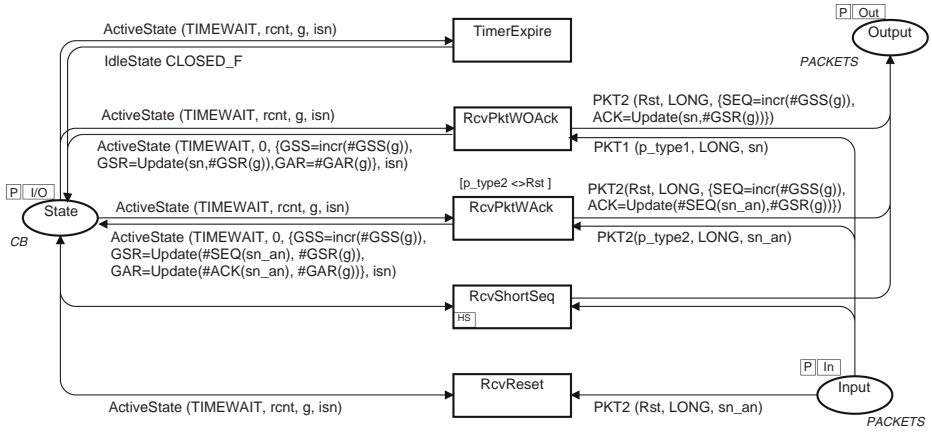 P Out
ActiveState (TIMEWAIT, rcnt, g, isn)
TimerExpire
Output
IdleState CLOSED_F
PACKETS
PKT2 (Rst, LONG, {SEQ=incr(#GSS(g)),
ACK=Update(sn,#GSR(g))})
ActiveState (TIMEWAIT, rcnt, g, isn)
RcvPktWOAck
ActiveState (TIMEWAIT, 0, {GSS=incr(#GSS(g)),
GSR=Update(sn,#GSR(g)),GAR=#GAR(g)}, isn)
PKT1 (p_type1, LONG, sn)
P I/O
State
CB
[p_type2 <>Rst ]
PKT2(Rst, LONG, {SEQ=incr(#GSS(g)),
ACK=Update(#SEQ(sn_an),#GSR(g))})
ActiveState (TIMEWAIT, rcnt, g, isn)
RcvPktWAck
ActiveState (TIMEWAIT, 0, {GSS=incr(#GSS(g)),
GSR=Update(#SEQ(sn_an), #GSR(g)),
GAR=Update(#ACK(sn_an), #GAR(g))}, isn)
PKT2(p_type2, LONG, sn_an)
RcvShortSeq
HS
P In
RcvReset
Input
ActiveState (TIMEWAIT, rcnt, g, isn)
PKT2 (Rst, LONG, sn_an)
PACKETS